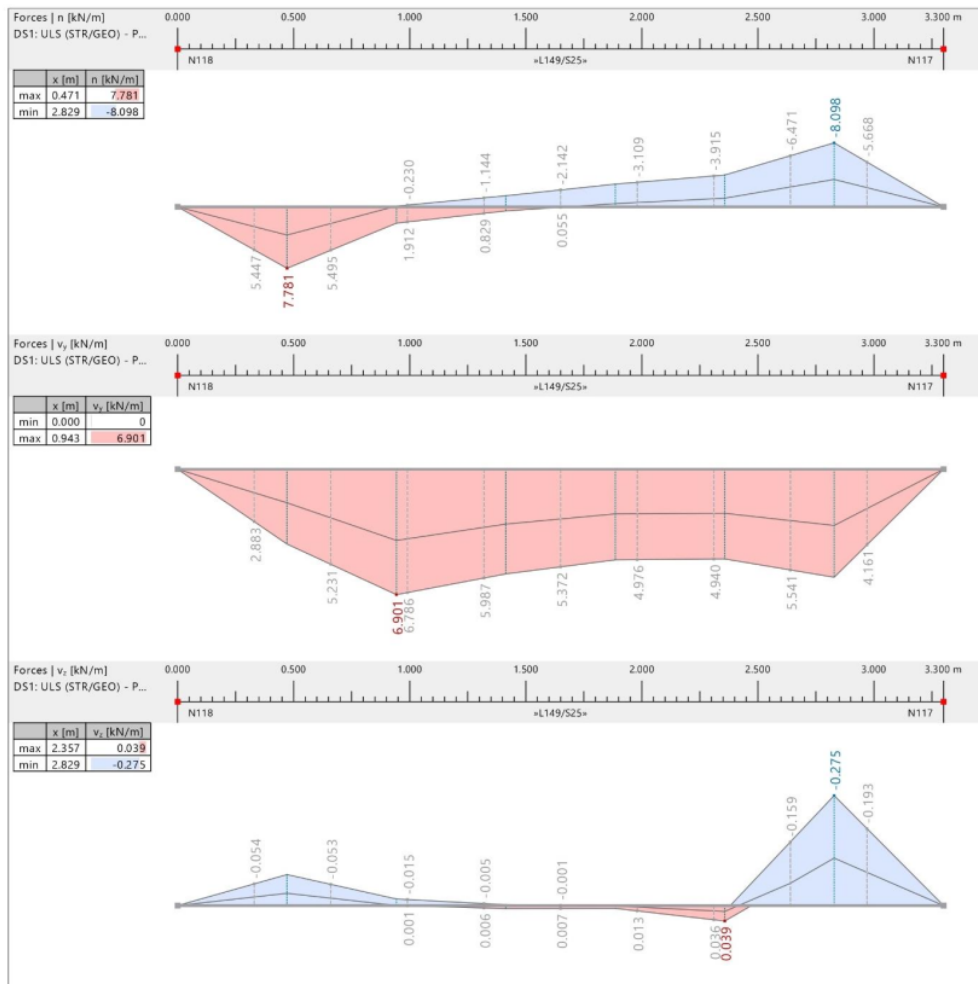 Forces | n [kN/m]
DS1: ULS (STR/GEO) - P...
0.000 0.500 1.000 1.500 2.000 2.500 3.000 3.300 m
N118 »L149/S25» N117
x [m] n [kN/m]
max 0.471 7.781
min 2.829 -8.098
-0.230 -1.144 -2.142 -3.109 -3.915 -6.471 -8.098 -5.668
5.447 7.781 5.495 1.912 0.829 0.055
Forces | vy [kN/m]
DS1: ULS (STR/GEO) - P...
0.000 0.500 1.000 1.500 2.000 2.500 3.000 3.300 m
N118 »L149/S25» N117
x [m] vy [kN/m]
min 0.000 0
max 0.943 6.901
2.883 5.231 6.901 6.786 5.987 5.372 4.976 4.940 5.541 4.161
Forces | vz [kN/m]
DS1: ULS (STR/GEO) - P...
0.000 0.500 1.000 1.500 2.000 2.500 3.000 3.300 m
N118 »L149/S25» N117
x [m] vz [kN/m]
max 2.357 0.039
min 2.829 -0.275
-0.054 -0.053 -0.015 -0.005 -0.001 -0.159 -0.275 -0.193
0.001 0.006 0.007 0.013 0.036 0.039